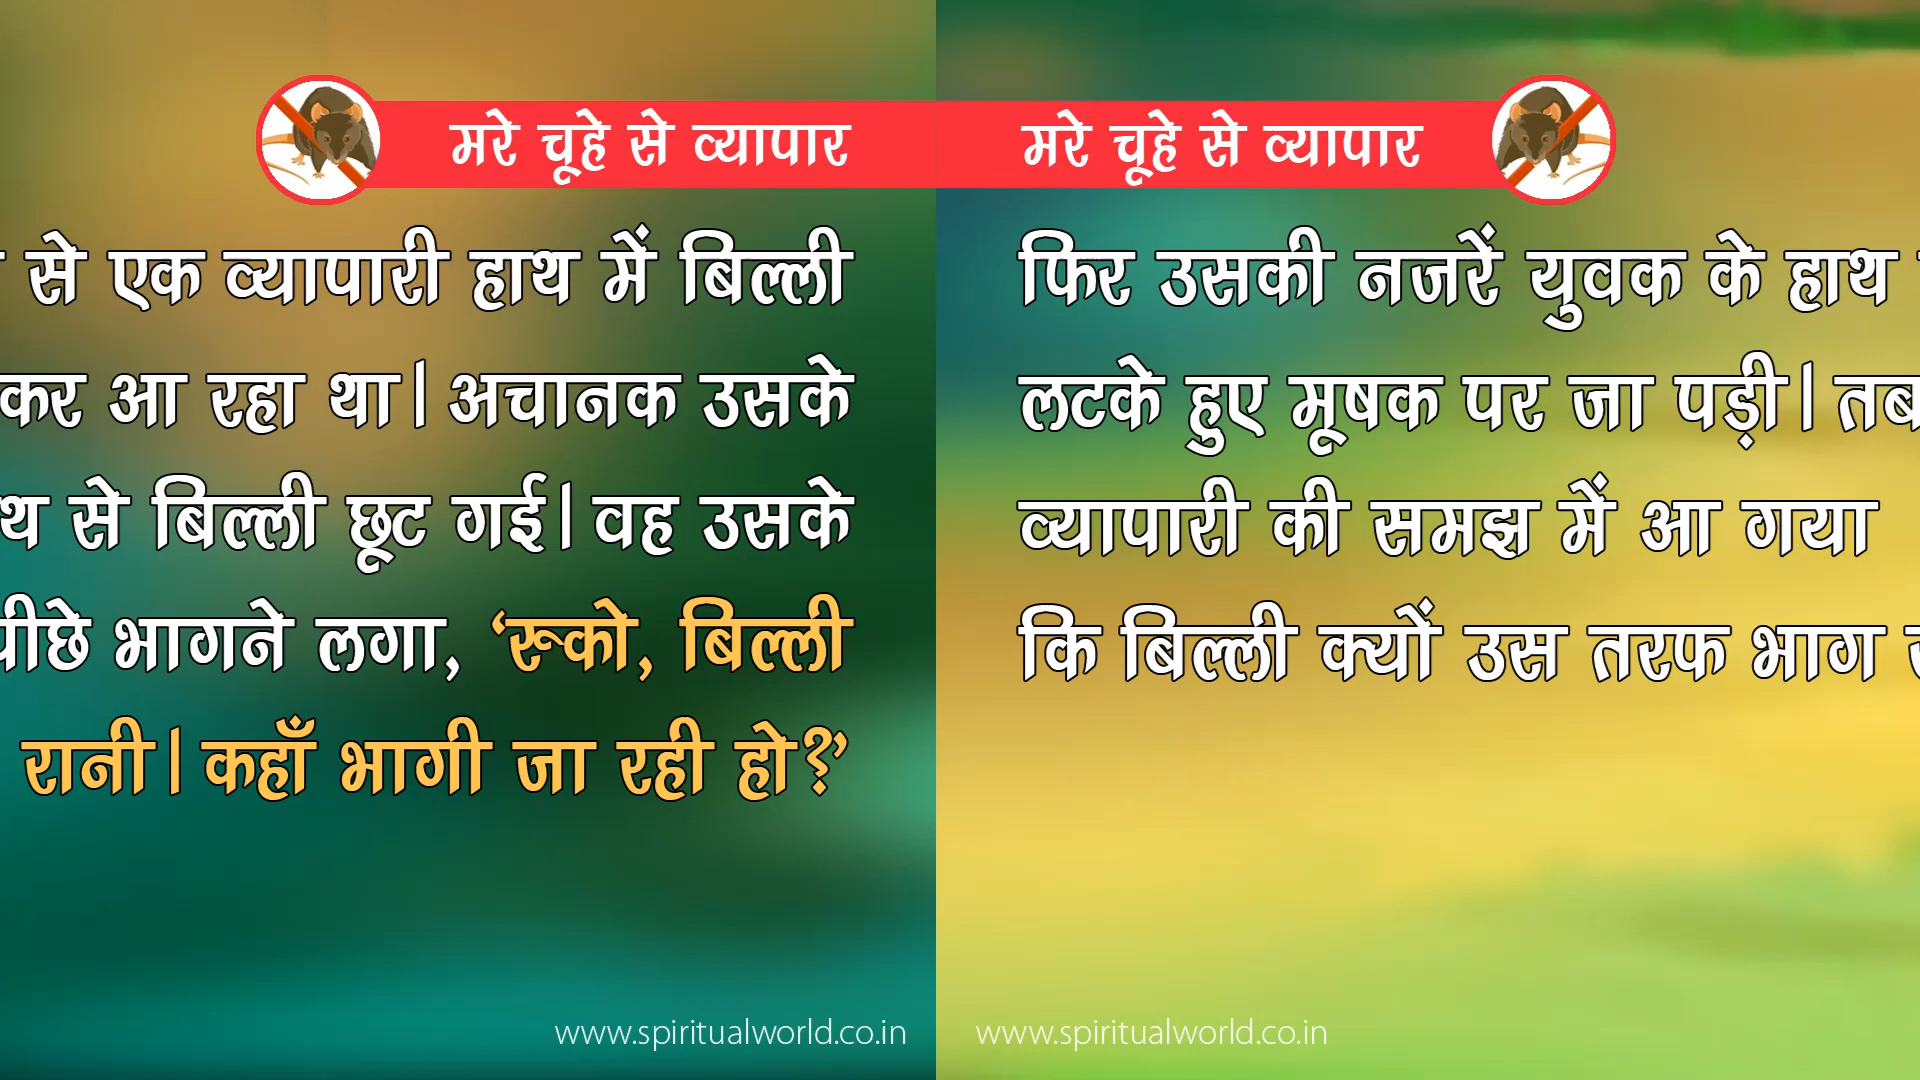 मरे चूहे से व्यापार
से एक व्यापारी हाथ में बिल्ली
कर आ रहा था। अचानक उसके
थ से बिल्ली छूट गई। वह उसके
पीछे भागने लगा, ‘रूको, बिल्ली
रानी। कहाँ भागी जा रही हो?’
www.spiritualworld.co.in
मरे चूहे से व्यापार
फिर उसकी नजरें युवक के हाथ
लटके हुए मूषक पर जा पड़ी। तब
व्यापारी की समझ में आ गया
कि बिल्ली क्यों उस तरफ भाग
www.spiritualworld.co.in